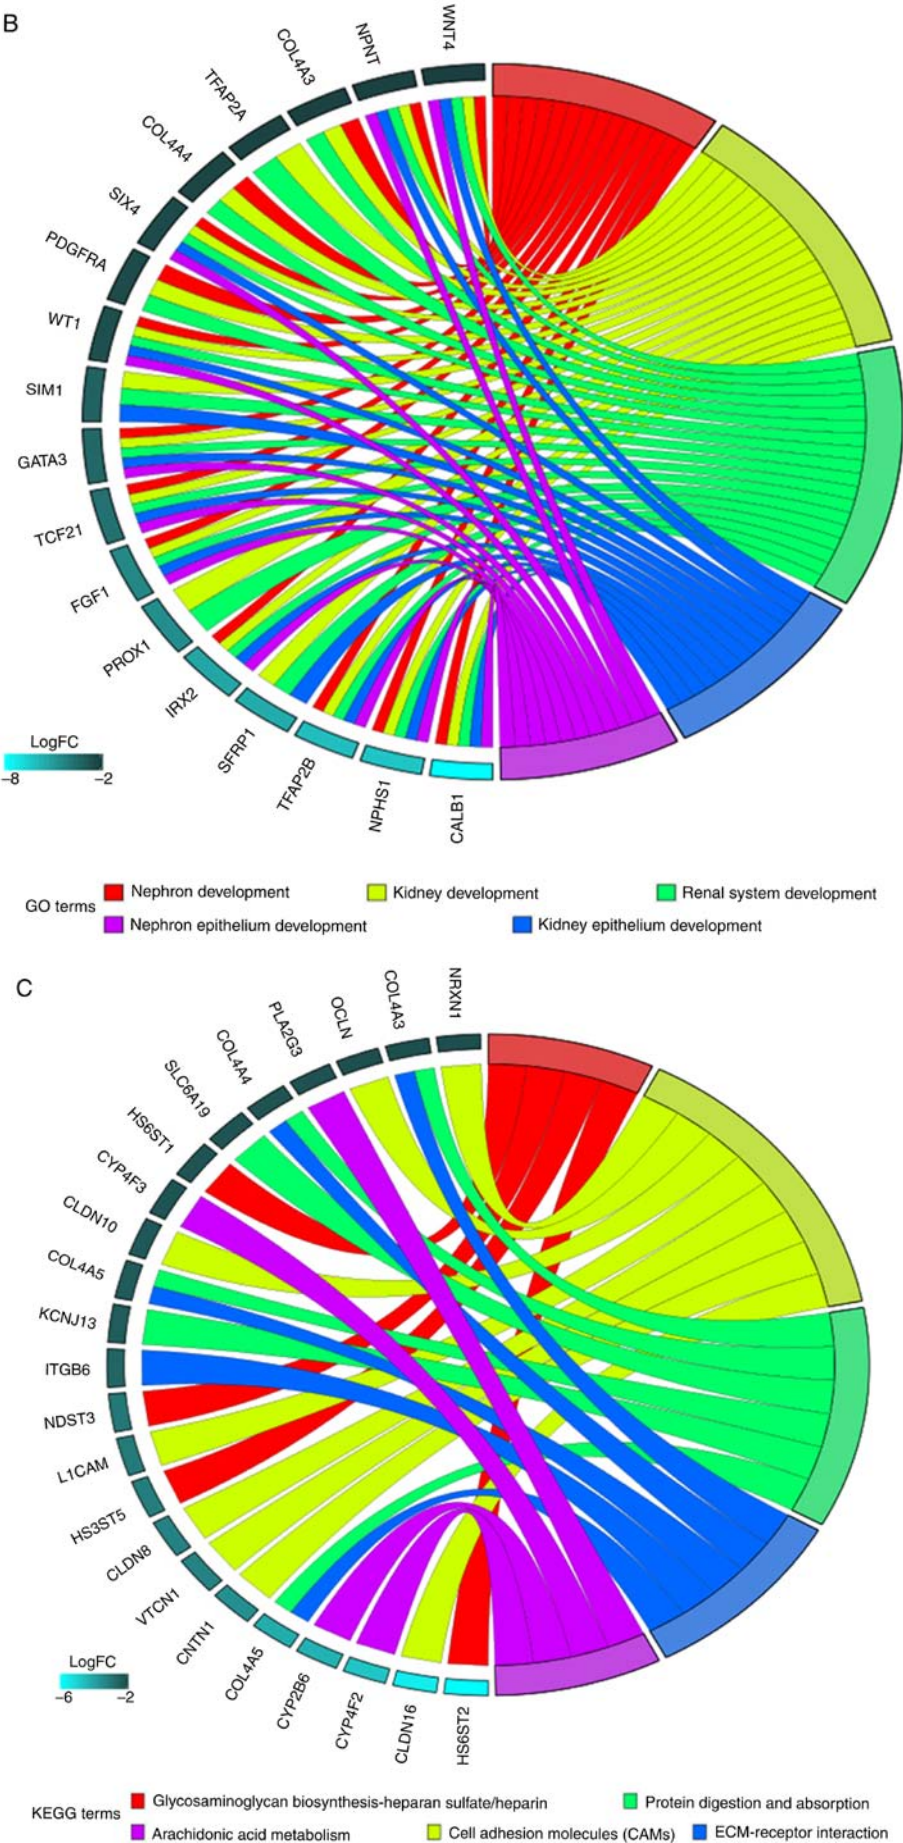 B
WNT4
NPNT
COL4A3
TFAP2A
COL4A4
SIX4
PDGFRA
WT1
SIM1
GATA3
TCF21
FGF1
PROX1
IRX2
SFRP1
TFAP2B
NPHS1
CALB1
LogFC
−8 −2
GO terms
Nephron development Kidney development Renal system development
Nephron epithelium development Kidney epithelium development
C
NRXN1
COL4A3
OCLN
PLA2G3
COL4A4
SLC6A19
HS6ST1
CYP4F3
CLDN10
COL4A5
KCNJ13
ITGB6
NDST3
L1CAM
HS3ST5
CLDN8
VTCN1
CNTN1
COL4A5
CYP2B6
CYP4F2
CLDN16
HS6ST2
LogFC
−6 −2
KEGG terms
Glycosaminoglycan biosynthesis-heparan sulfate/heparin Protein digestion and absorption
Arachidonic acid metabolism Cell adhesion molecules (CAMs) ECM-receptor interaction